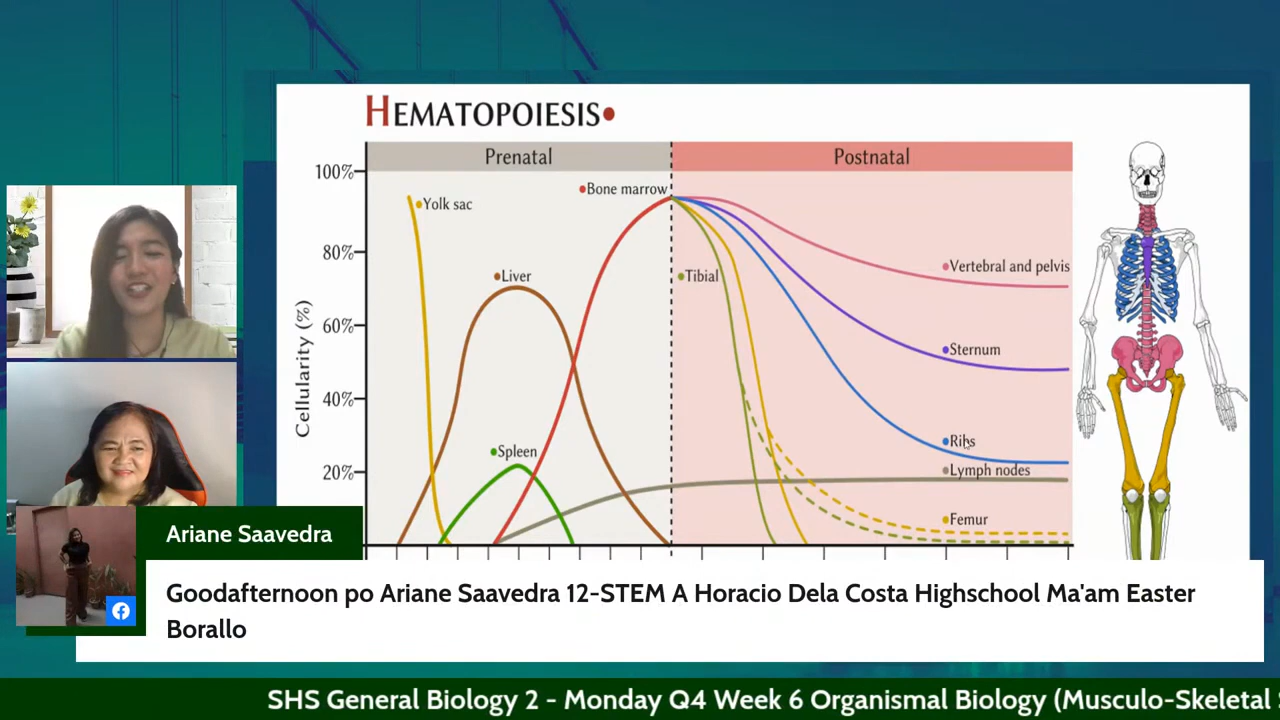 HEMATOPOIESIS
Prenatal
Postnatal
100%
80%
60%
40%
20%
Cellularity (%)
Yolk sac
Bone marrow
Liver
Tibial
Spleen
Vertebral and pelvis
Sternum
Ribs
Lymph nodes
Femur
Ariane Saavedra
Goodafternoon po Ariane Saavedra 12-STEM A Horacio Dela Costa Highschool Ma'am Easter
Borallo
SHS General Biology 2 - Monday Q4 Week 6 Organismal Biology (Musculo-Skeletal